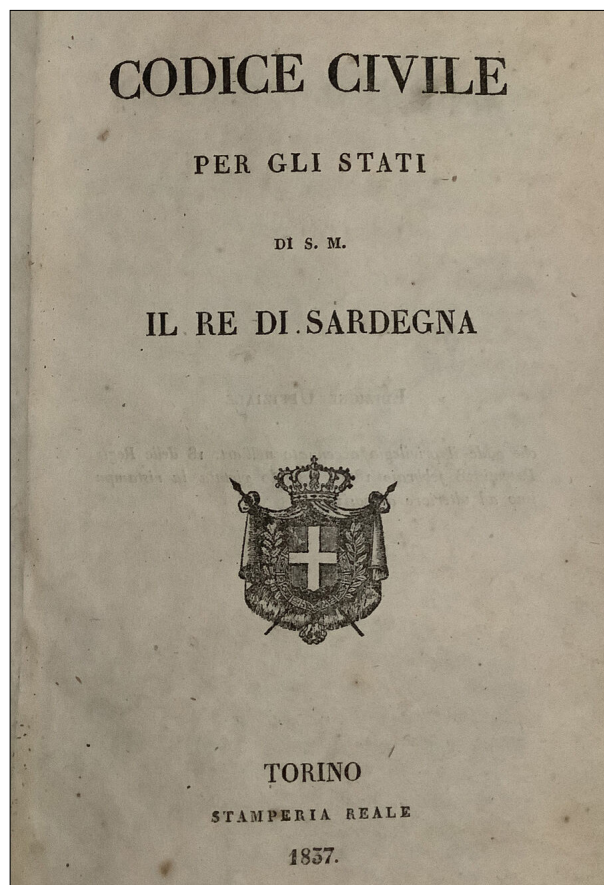 CODICE CIVILE
PER GLI STATI
DI S. M.
IL RE DI SARDEGNA
TORINO
STAMPERIA REALE
1837.